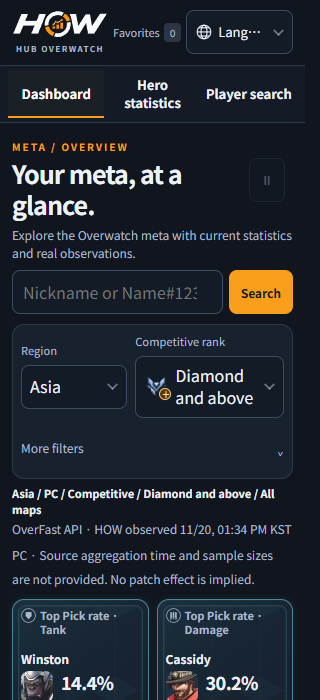 HOW
HUB OVERWATCH
Favorites 0
Lang···
Dashboard
Hero
statistics
Player search
META / OVERVIEW
Your meta, at a
glance.
Explore the Overwatch meta with current statistics
and real observations.
Nickname or Name#123
Search
Region
Competitive rank
Asia
Diamond
and above
More filters
Asia / PC / Competitive / Diamond and above / All
maps
OverFast API · HOW observed 11/20, 01:34 PM KST
PC · Source aggregation time and sample sizes
are not provided. No patch effect is implied.
Top Pick rate ·
Tank
Top Pick rate ·
Damage
Winston
14.4%
Cassidy
30.2%